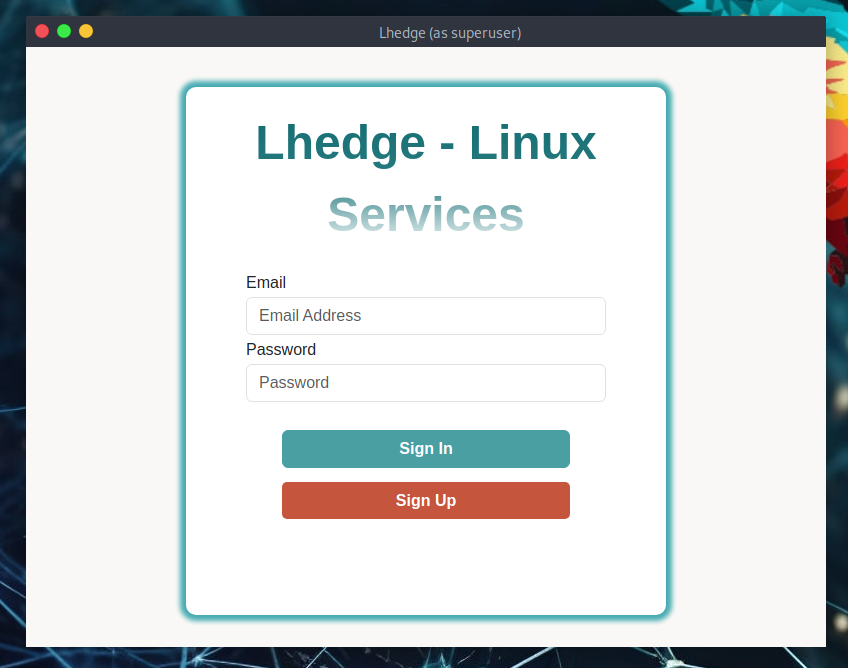 Lhedge (as superuser)
Lhedge - Linux
Services
Email
Email Address
Password
Password
Sign In
Sign Up